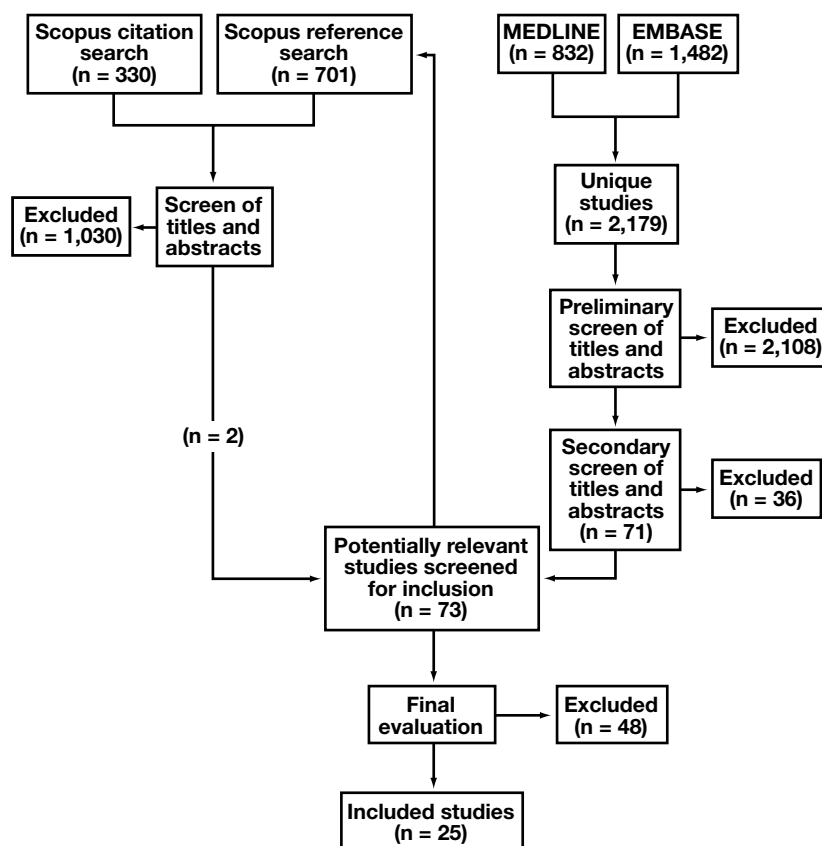 Scopus citation
search
(n = 330)
Scopus reference
search
(n = 701)
MEDLINE
(n = 832)
EMBASE
(n = 1,482)
Unique
studies
(n = 2,179)
Excluded
(n = 1,030)
Screen of
titles and
abstracts
Preliminary
screen of
titles and
abstracts
Excluded
(n = 2,108)
(n = 2)
Secondary
screen of
titles and
abstracts
(n = 71)
Excluded
(n = 36)
Potentially relevant
studies screened
for inclusion
(n = 73)
Final
evaluation
Excluded
(n = 48)
Included studies
(n = 25)